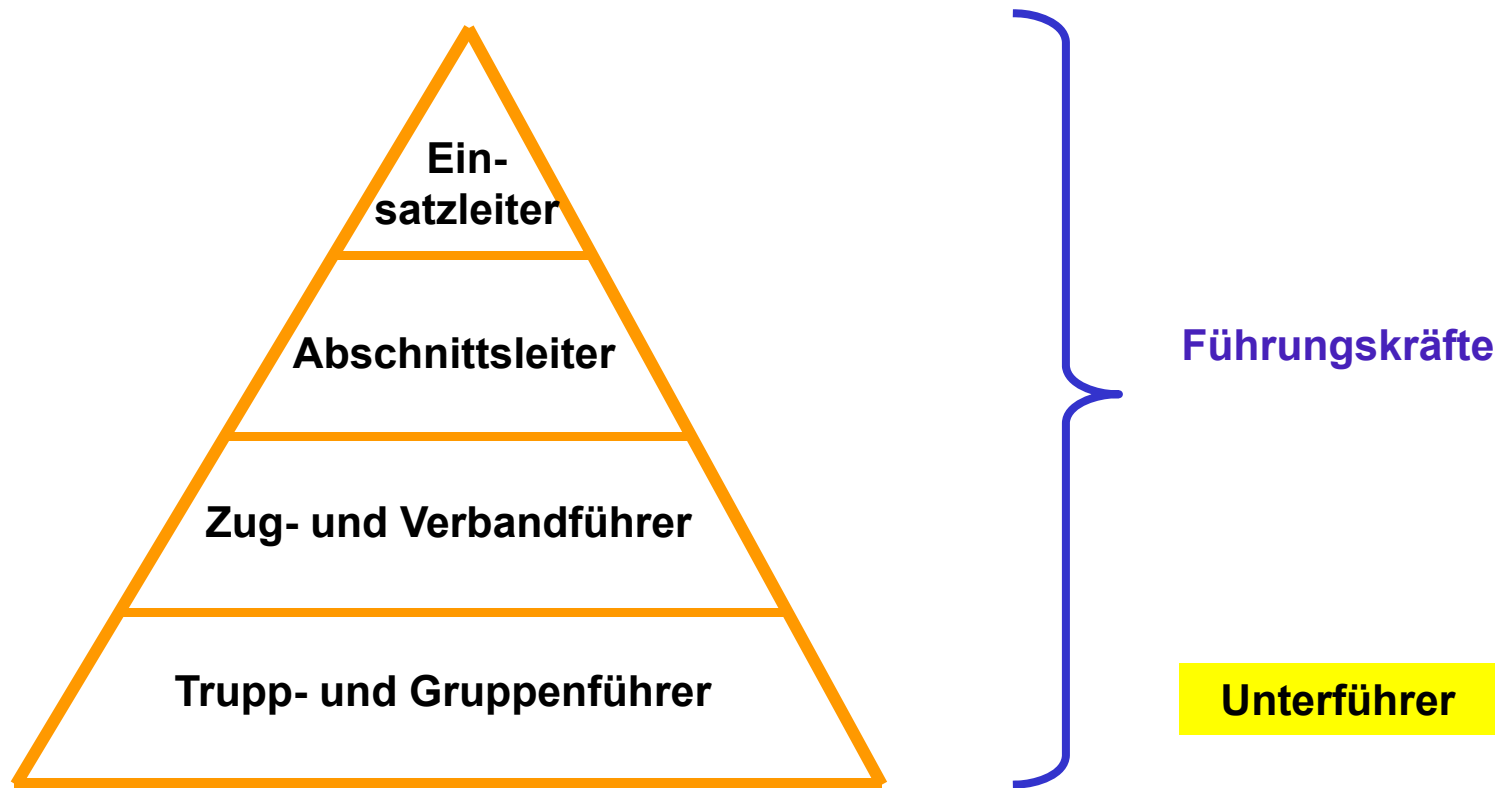 Ein-
satzleiter
Abschnittsleiter
Führungskräfte
Zug- und Verbandführer
Trupp- und Gruppenführer
Unterführer